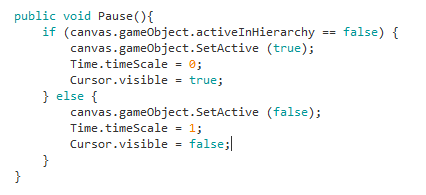 public void Pause(){
    if (canvas.gameObject.activeInHierarchy == false) {
        canvas.gameObject.SetActive (true);
        Time.timeScale = 0;
        Cursor.visible = true;
    } else {
        canvas.gameObject.SetActive (false);
        Time.timeScale = 1;
        Cursor.visible = false;
    }
}